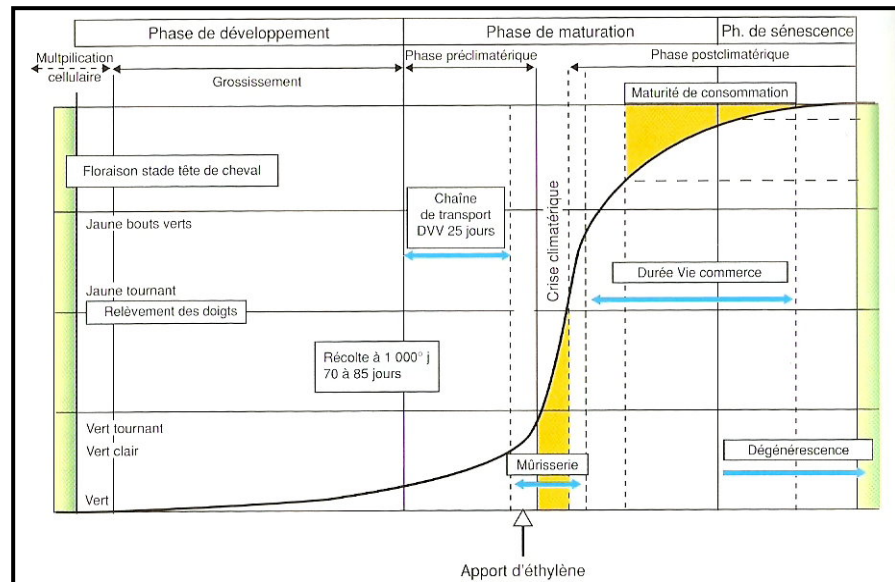 Phase de développement
Phase de maturation
Ph. de sénescence
Multpilication
cellulaire
Grossissement
Phase préclimatérique
Phase postclimatérique
Maturité de consommation
Floraison stade tête de cheval
Chaîne
de transport
DVV 25 jours
Crise climatérique
Jaune bouts verts
Durée Vie commerce
Jaune tournant
Relèvement des doigts
Récolte à 1 000° j
70 à 85 jours
Vert tournant
Vert clair
Mûrisserie
Dégénérescence
Vert
Apport d'éthylène